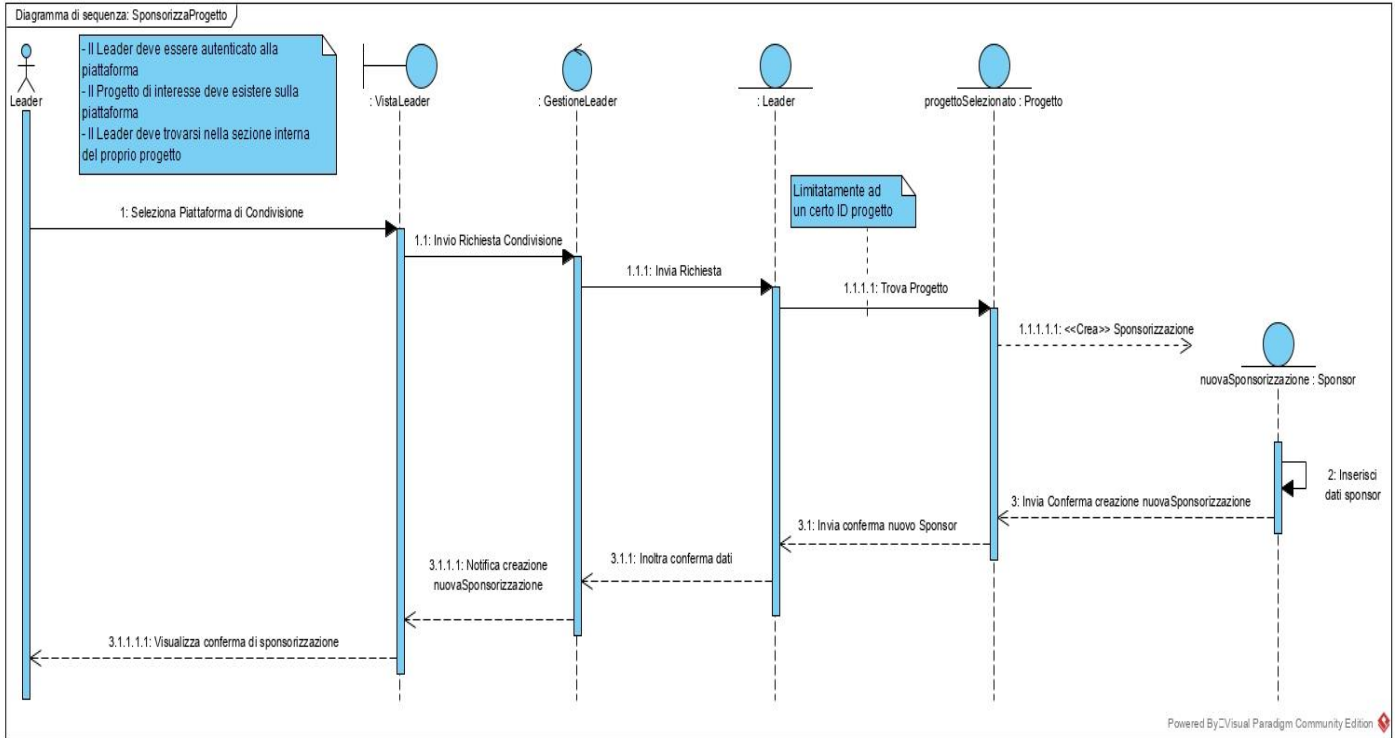 Diagramma di sequenza: SponsorizzaProgetto
- Il Leader deve essere autenticato alla
piattaforma
- Il Progetto di interesse deve esistere sulla
piattaforma
- Il Leader deve trovarsi nella sezione interna
del proprio progetto
Leader
: VistaLeader
: GestioneLeader
: Leader
progettoSelezionato : Progetto
Limitatamente ad
un certo ID progetto
1: Seleziona Piattaforma di Condivisione
1.1: Invio Richiesta Condivisione
1.1.1: Invia Richiesta
1.1.1.1: Trova Progetto
1.1.1.1.1: <<Crea>> Sponsorizzazione
nuovaSponsorizzazione : Sponsor
2: Inserisci
dati sponsor
3: Invia Conferma creazione nuovaSponsorizzazione
3.1: Invia conferma nuovo Sponsor
3.1.1: Inoltra conferma dati
3.1.1.1: Notifica creazione
nuovaSponsorizzazione
3.1.1.1.1: Visualizza conferma di sponsorizzazione
Powered By Visual Paradigm Community Edition